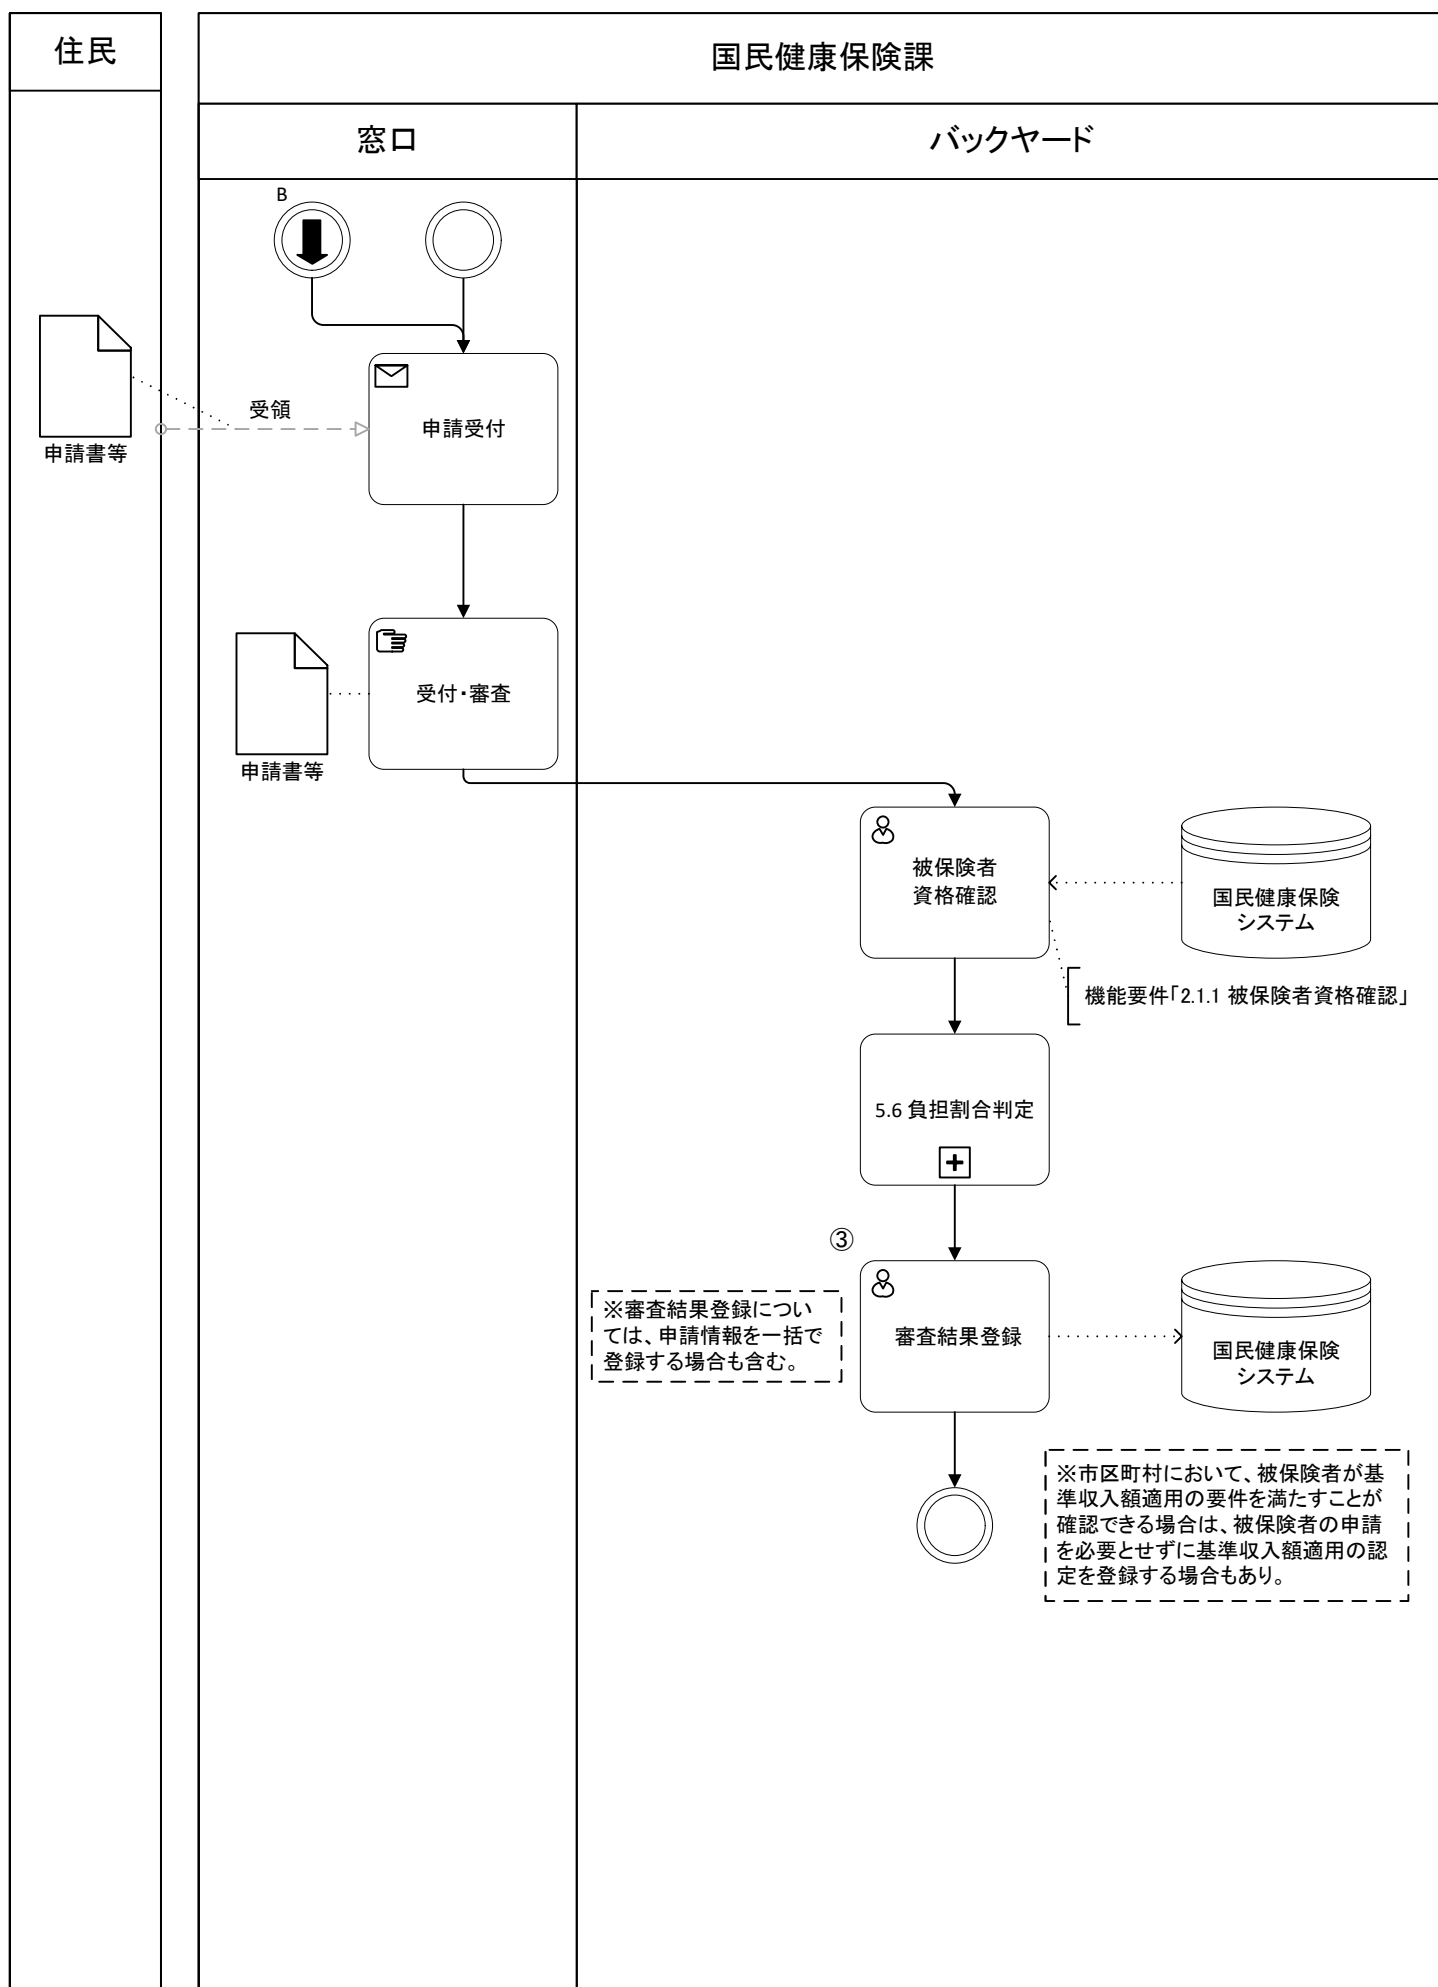 住民
国民健康保険課
窓口
バックヤード
B
受領
申請受付
申請書等
受付・審査
申請書等
被保険者
資格確認
国民健康保険
システム
機能要件「2.1.1 被保険者資格確認」
5.6 負担割合判定
③
※審査結果登録につい
ては、申請情報を一括で
登録する場合も含む。
審査結果登録
国民健康保険
システム
※市区町村において、被保険者が基
準収入額適用の要件を満たすことが
確認できる場合は、被保険者の申請
を必要とせずに基準収入額適用の認
定を登録する場合もあり。